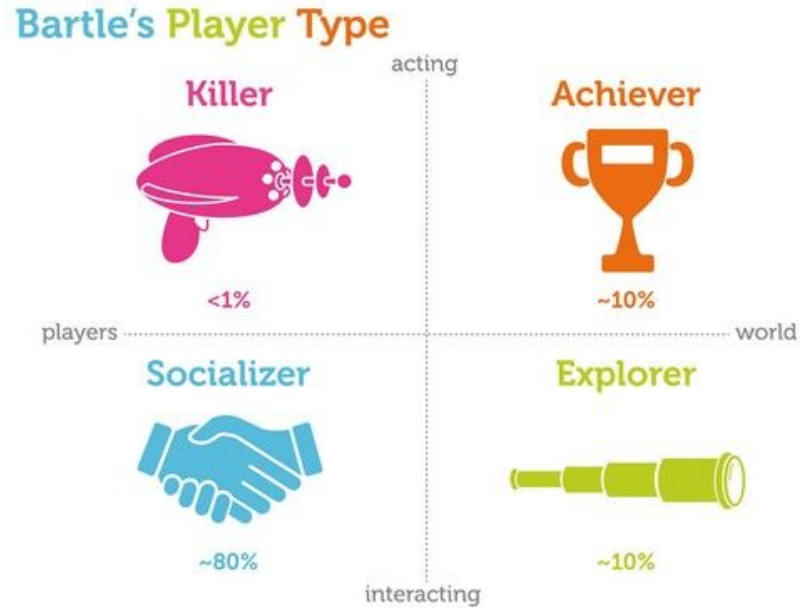 Bartle's Player Type
acting
Killer
Achiever
<1%
~10%
players
world
Socializer
Explorer
~80%
~10%
interacting